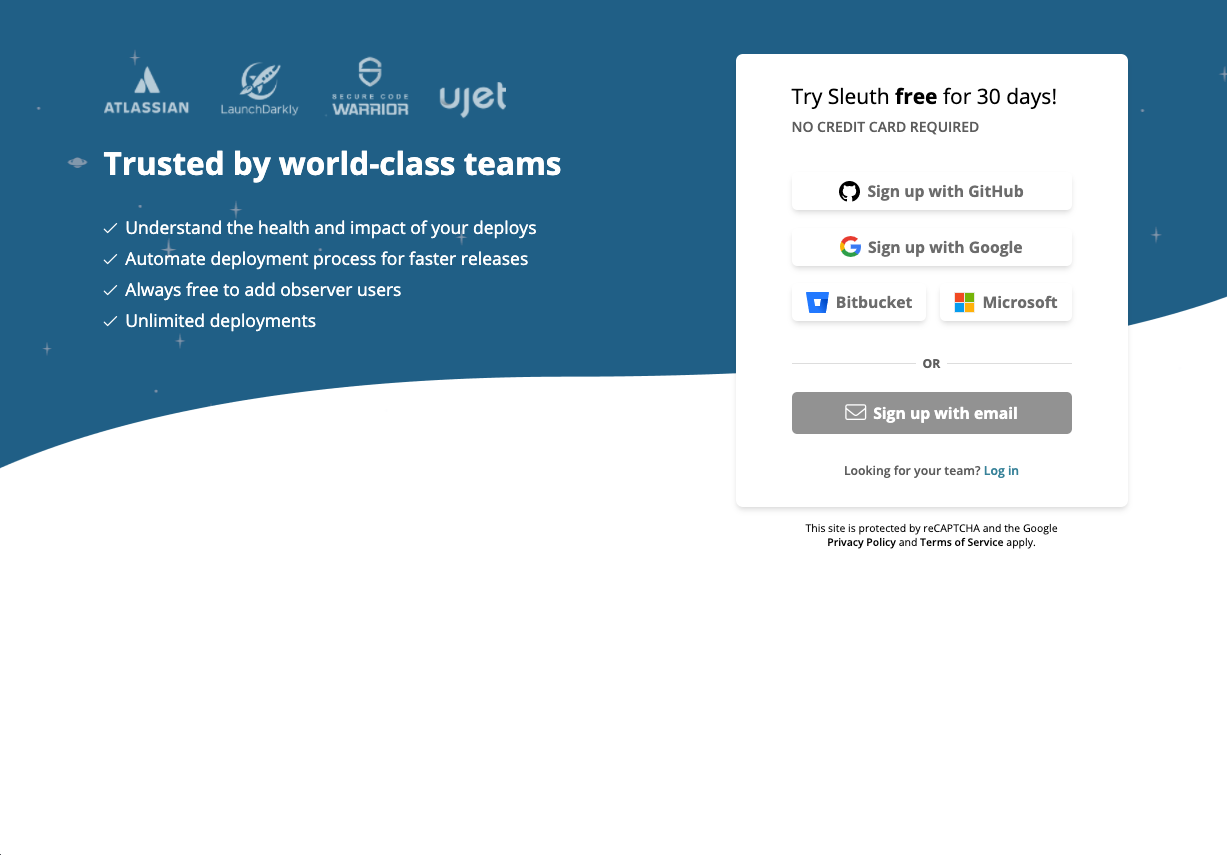 ATLASSIAN
LaunchDarkly
SECURE CODE
WARRIOR
ujet
Trusted by world-class teams
Understand the health and impact of your deploys
Automate deployment process for faster releases
Always free to add observer users
Unlimited deployments
Try Sleuth free for 30 days!
NO CREDIT CARD REQUIRED
Sign up with GitHub
Sign up with Google
Bitbucket
Microsoft
OR
Sign up with email
Looking for your team? Log in
This site is protected by reCAPTCHA and the Google
Privacy Policy and Terms of Service apply.